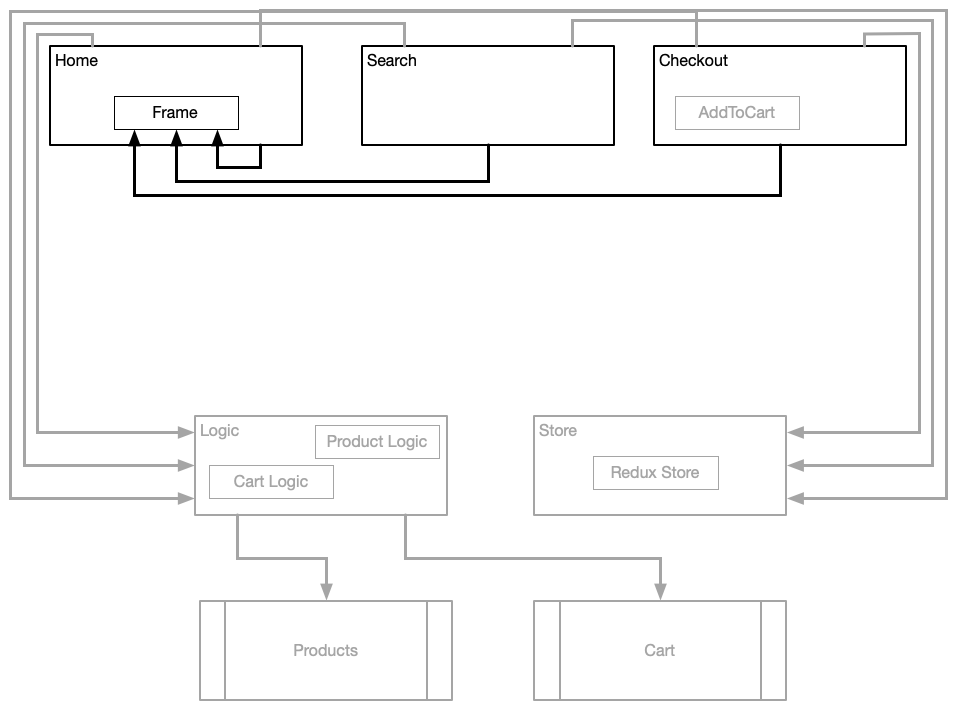 Home
Search
Checkout
Frame
AddToCart
Logic
Product Logic
Cart Logic
Store
Redux Store
Products
Cart